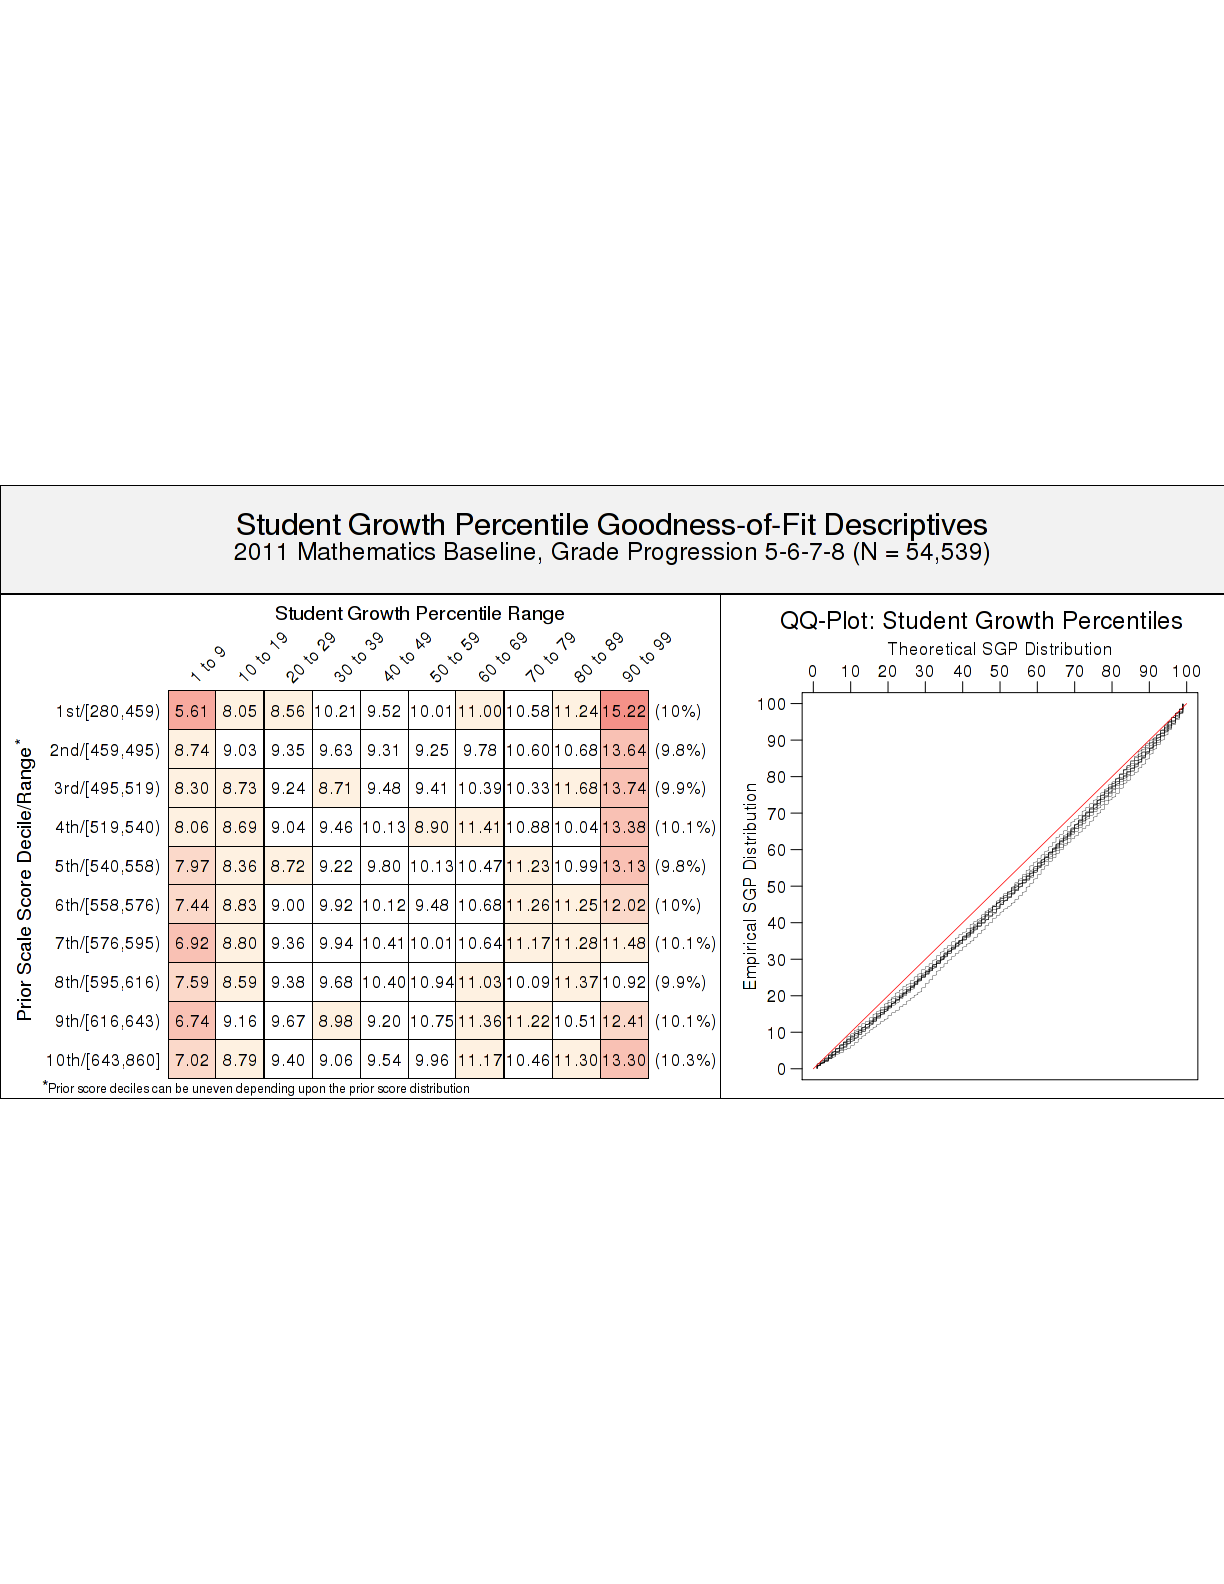 Student Growth Percentile Goodness-of-Fit Descriptives
2011 Mathematics Baseline, Grade Progression 5-6-7-8 (N = 54,539)
Student Growth Percentile Range
1 to 9 10 to 19 20 to 29 30 to 39 40 to 49 50 to 59 60 to 69 70 to 79 80 to 89 90 to 99
Prior Scale Score Decile/Range*
1st/[280,459) 5.61 8.05 8.56 10.21 9.52 10.01 11.00 10.58 11.24 15.22 (10%)
2nd/[459,495) 8.74 9.03 9.35 9.63 9.31 9.25 9.78 10.60 10.68 13.64 (9.8%)
3rd/[495,519) 8.30 8.73 9.24 8.71 9.48 9.41 10.39 10.33 11.68 13.74 (9.9%)
4th/[519,540) 8.06 8.69 9.04 9.46 10.13 8.90 11.41 10.88 10.04 13.38 (10.1%)
5th/[540,558) 7.97 8.36 8.72 9.22 9.80 10.13 10.47 11.23 10.99 13.13 (9.8%)
6th/[558,576) 7.44 8.83 9.00 9.92 10.12 9.48 10.68 11.26 11.25 12.02 (10%)
7th/[576,595) 6.92 8.80 9.36 9.94 10.41 10.01 10.64 11.17 11.28 11.48 (10.1%)
8th/[595,616) 7.59 8.59 9.38 9.68 10.40 10.94 11.03 10.09 11.37 10.92 (9.9%)
9th/[616,643) 6.74 9.16 9.67 8.98 9.20 10.75 11.36 11.22 10.51 12.41 (10.1%)
10th/[643,860] 7.02 8.79 9.40 9.06 9.54 9.96 11.17 10.46 11.30 13.30 (10.3%)
*Prior score deciles can be uneven depending upon the prior score distribution
QQ-Plot: Student Growth Percentiles
Theoretical SGP Distribution
0 10 20 30 40 50 60 70 80 90 100
Empirical SGP Distribution
100
90
80
70
60
50
40
30
20
10
0